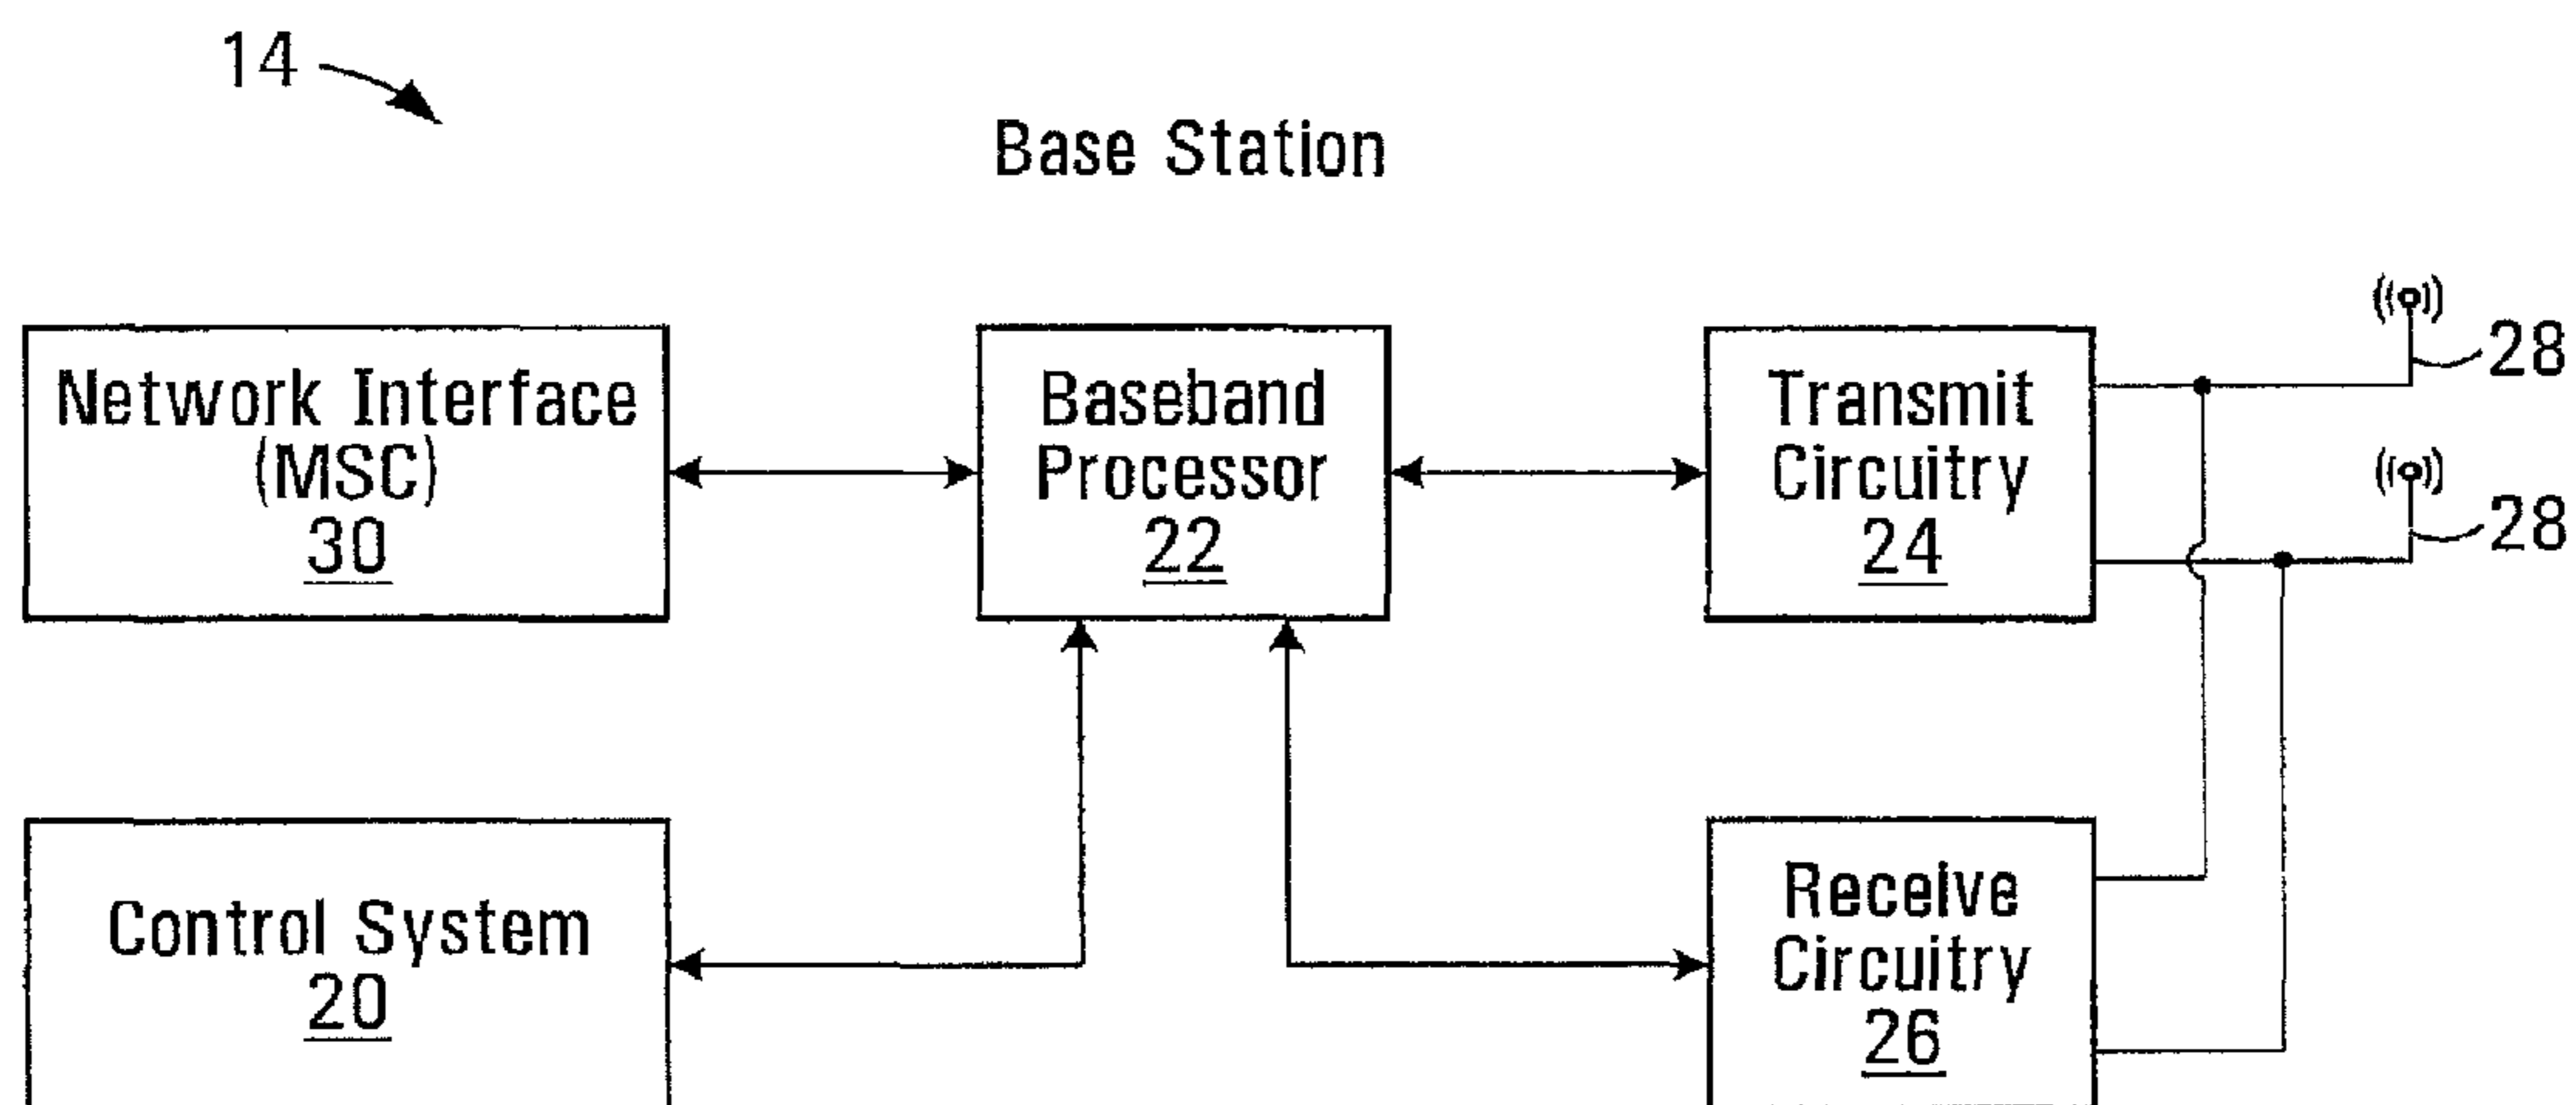 14
Base Station
Network Interface
(MSC)
30
Baseband
Processor
22
Transmit
Circuitry
24
28
28
Control System
20
Receive
Circuitry
26